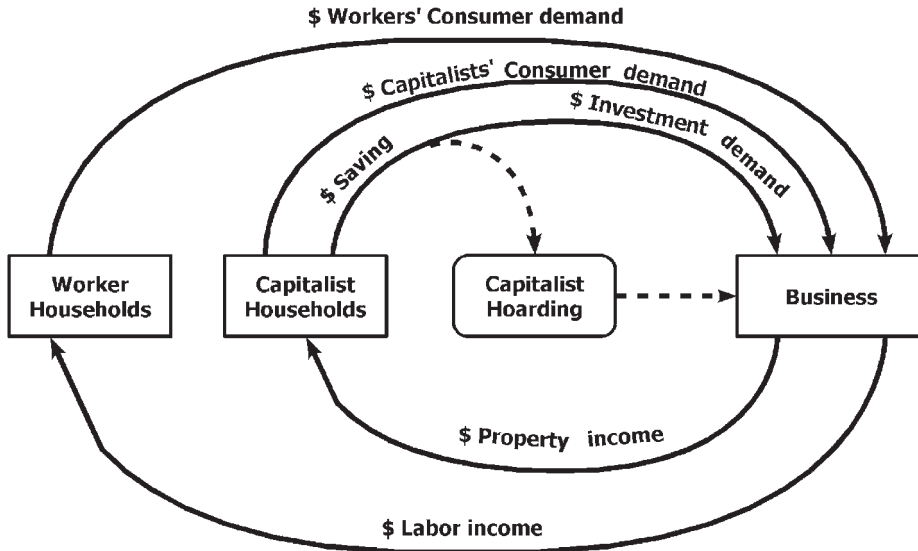 $ Workers' Consumer demand
$ Capitalists' Consumer demand
$ Investment demand
$ Saving
Worker
Households
Capitalist
Households
Capitalist
Hoarding
Business
$ Property income
$ Labor income